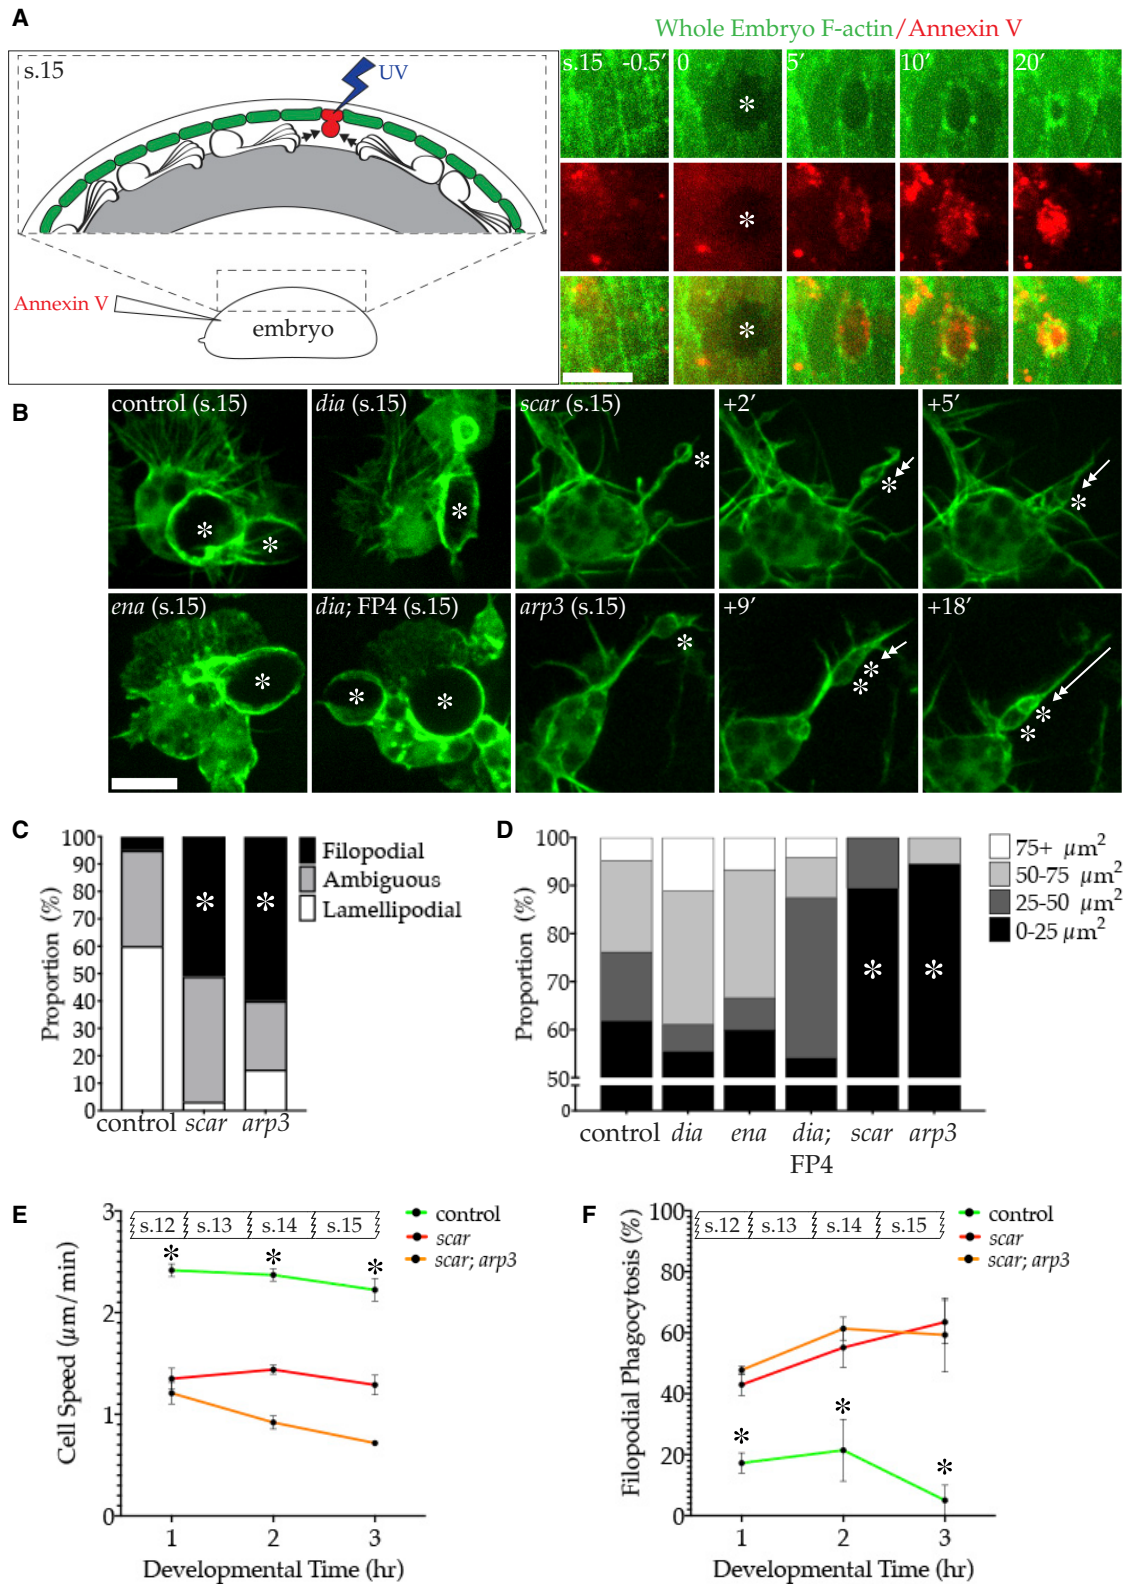 A
Whole Embryo F-actin/Annexin V
s.15
UV
Annexin V
embryo
s.15 -0.5′ 0 5′ 10′ 20′
*
*
*
B
control (s.15) dia (s.15) scar (s.15) +2′ +5′
* * * * * *
ena (s.15) dia; FP4 (s.15) arp3 (s.15) +9′ +18′
* * * * * * * *
C
Proportion (%)
100
90
80
70
60
50
40
30
20
10
0
* *
control scar arp3
Filopodial
Ambiguous
Lamellipodial
D
Proportion (%)
100
90
80
70
60
50
0
* *
control dia ena dia; scar arp3
FP4
75+ µm²
50-75 µm²
25-50 µm²
0-25 µm²
E
Cell Speed (µm/min)
3
2
1
0
s.12 s.13 s.14 s.15
* * *
1 2 3
Developmental Time (hr)
control
scar
scar; arp3
F
Filopodial Phagocytosis (%)
100
80
60
40
20
0
s.12 s.13 s.14 s.15
* * *
1 2 3
Developmental Time (hr)
control
scar
scar; arp3